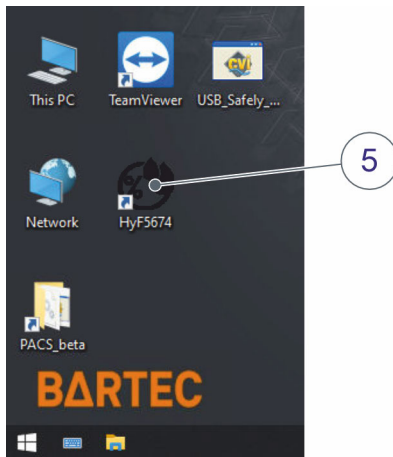 This PC
TeamViewer
USB_Safely_...
CVI
5
%
Network
HyF5674
PACS_beta
BARTEC